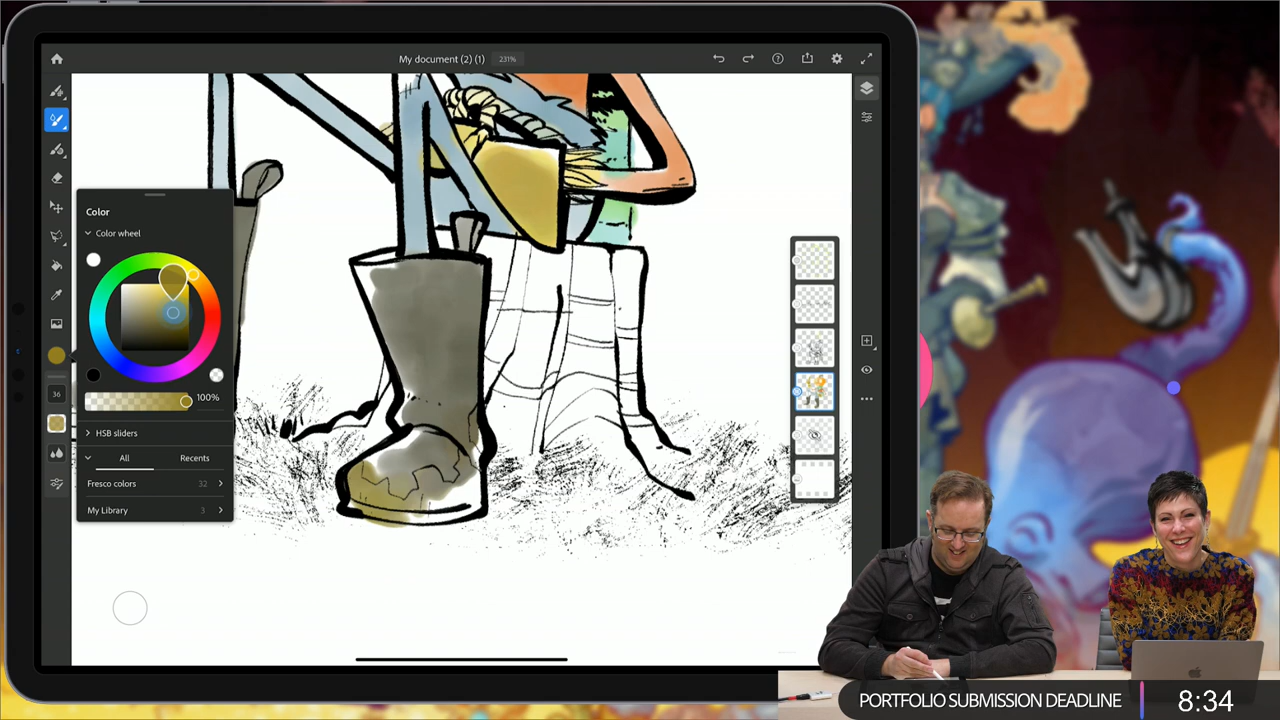 My document (2) (1) 231%
Color
Color wheel
36
100%
HSB sliders
All Recents
Fresco colors 32
My Library 3
PORTFOLIO SUBMISSION DEADLINE 8:34